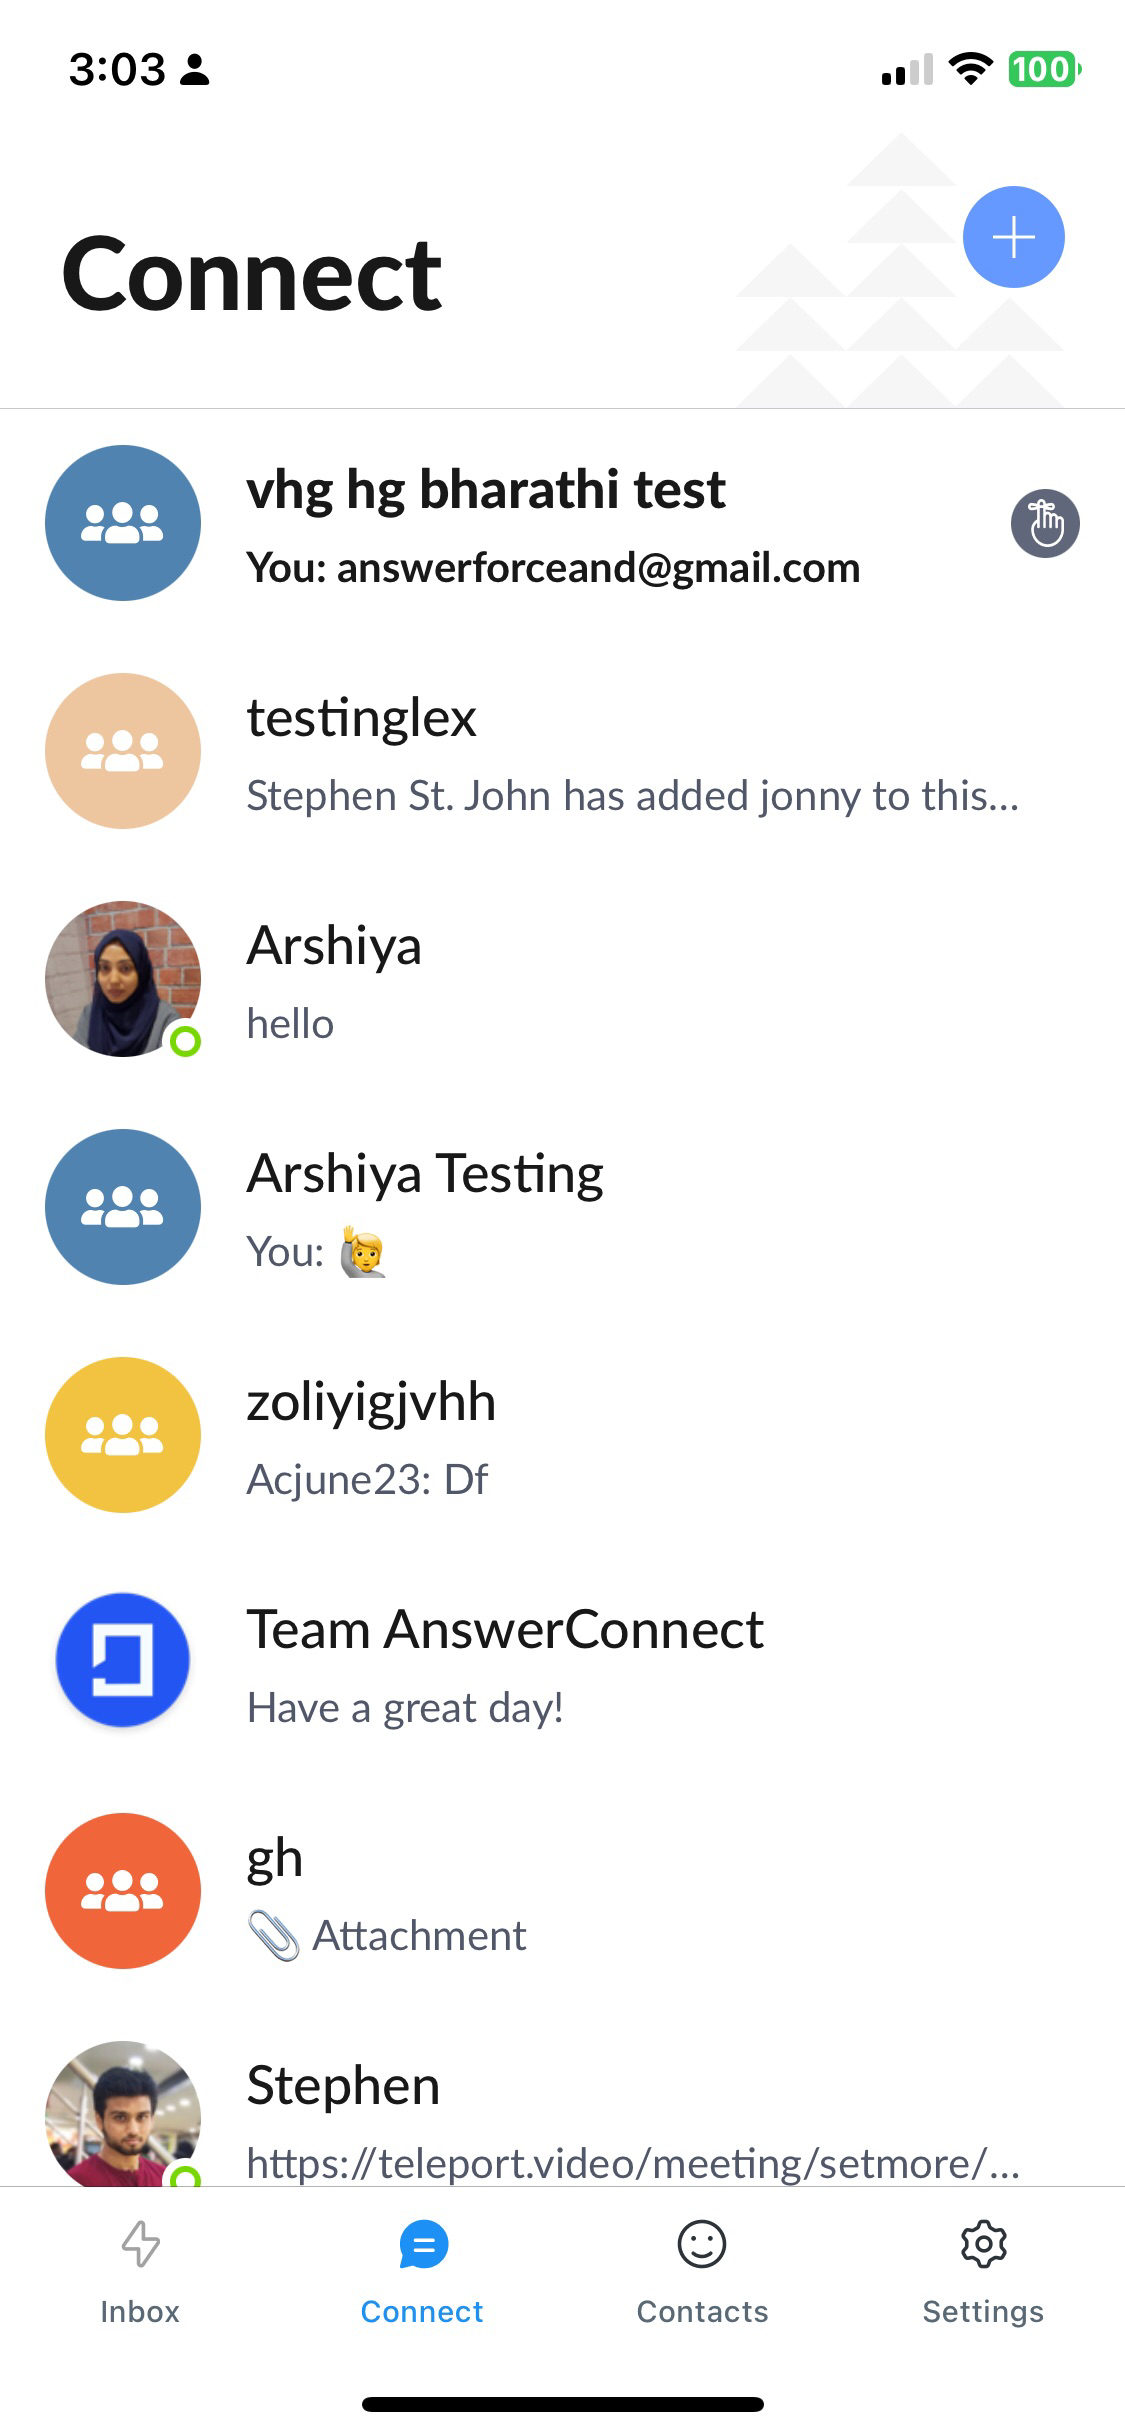 3:03
100
Connect
vhg hg bharathi test
You: answerforceand@gmail.com
testinglex
Stephen St. John has added jonny to this...
Arshiya
hello
Arshiya Testing
You: 🙋
zoliyigjvhh
Acjune23: Df
Team AnswerConnect
Have a great day!
gh
📎 Attachment
Stephen
https://teleport.video/meeting/setmore/...
Inbox
Connect
Contacts
Settings